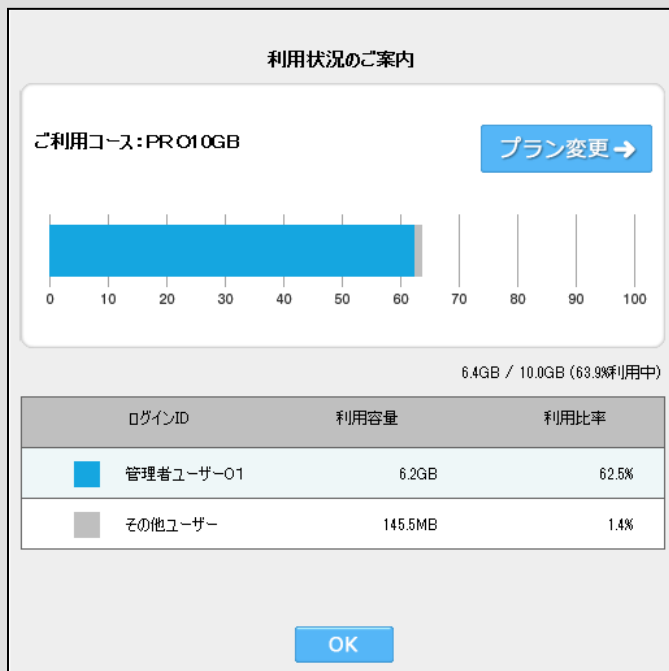 利用状況のご案内
ご利用コース:PRO10GB
プラン変更→
0 10 20 30 40 50 60 70 80 90 100
6.4GB / 10.0GB (63.9%利用中)
ログインID 利用容量 利用比率
管理者ユーザー01 6.2GB 62.5%
その他ユーザー 145.5MB 1.4%
OK